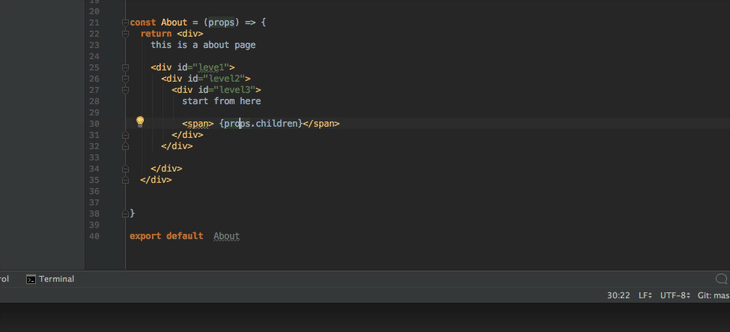 19
20
21 const About = (props) => {
22 return <div>
23 this is a about page
24
25 <div id="leve1">
26 <div id="level2">
27 <div id="level3">
28 start from here
29
30 <span> {props.children}</span>
31 </div>
32 </div>
33
34 </div>
35 </div>
36
37
38 }
39
40 export default About
rol Terminal
30:22 LF UTF-8 Git: mas